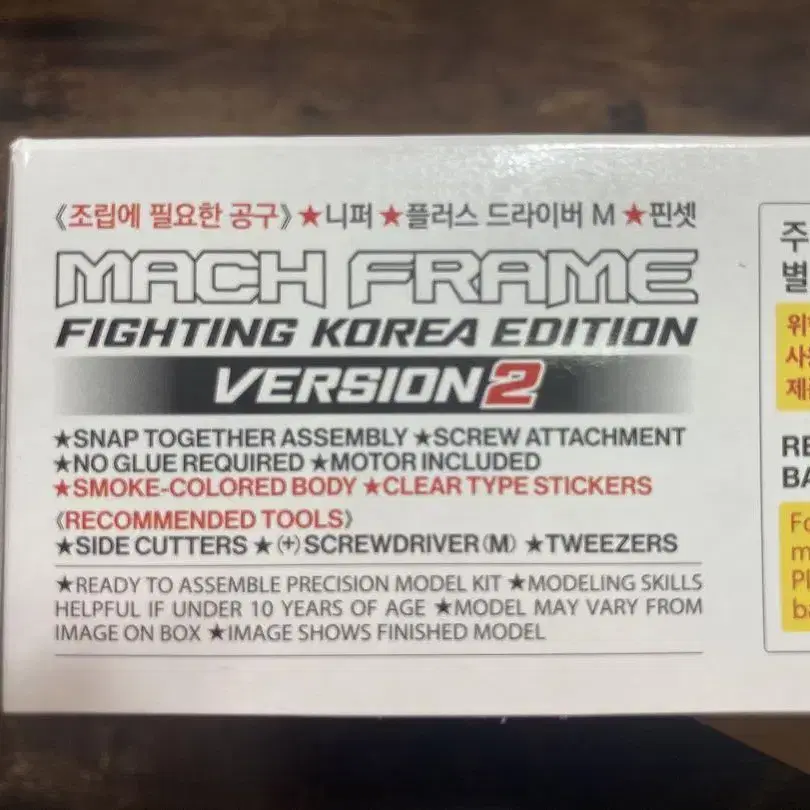 《조립에 필요한 공구》★니퍼 ★플러스 드라이버 M ★핀셋
MACH FRAME
FIGHTING KOREA EDITION
VERSION 2
★SNAP TOGETHER ASSEMBLY ★SCREW ATTACHMENT
★NO GLUE REQUIRED ★MOTOR INCLUDED
★SMOKE-COLORED BODY ★CLEAR TYPE STICKERS
《RECOMMENDED TOOLS》
★SIDE CUTTERS ★(+)SCREWDRIVER(M) ★TWEEZERS
★READY TO ASSEMBLE PRECISION MODEL KIT ★MODELING SKILLS
HELPFUL IF UNDER 10 YEARS OF AGE ★MODEL MAY VARY FROM
IMAGE ON BOX ★IMAGE SHOWS FINISHED MODEL
주
별